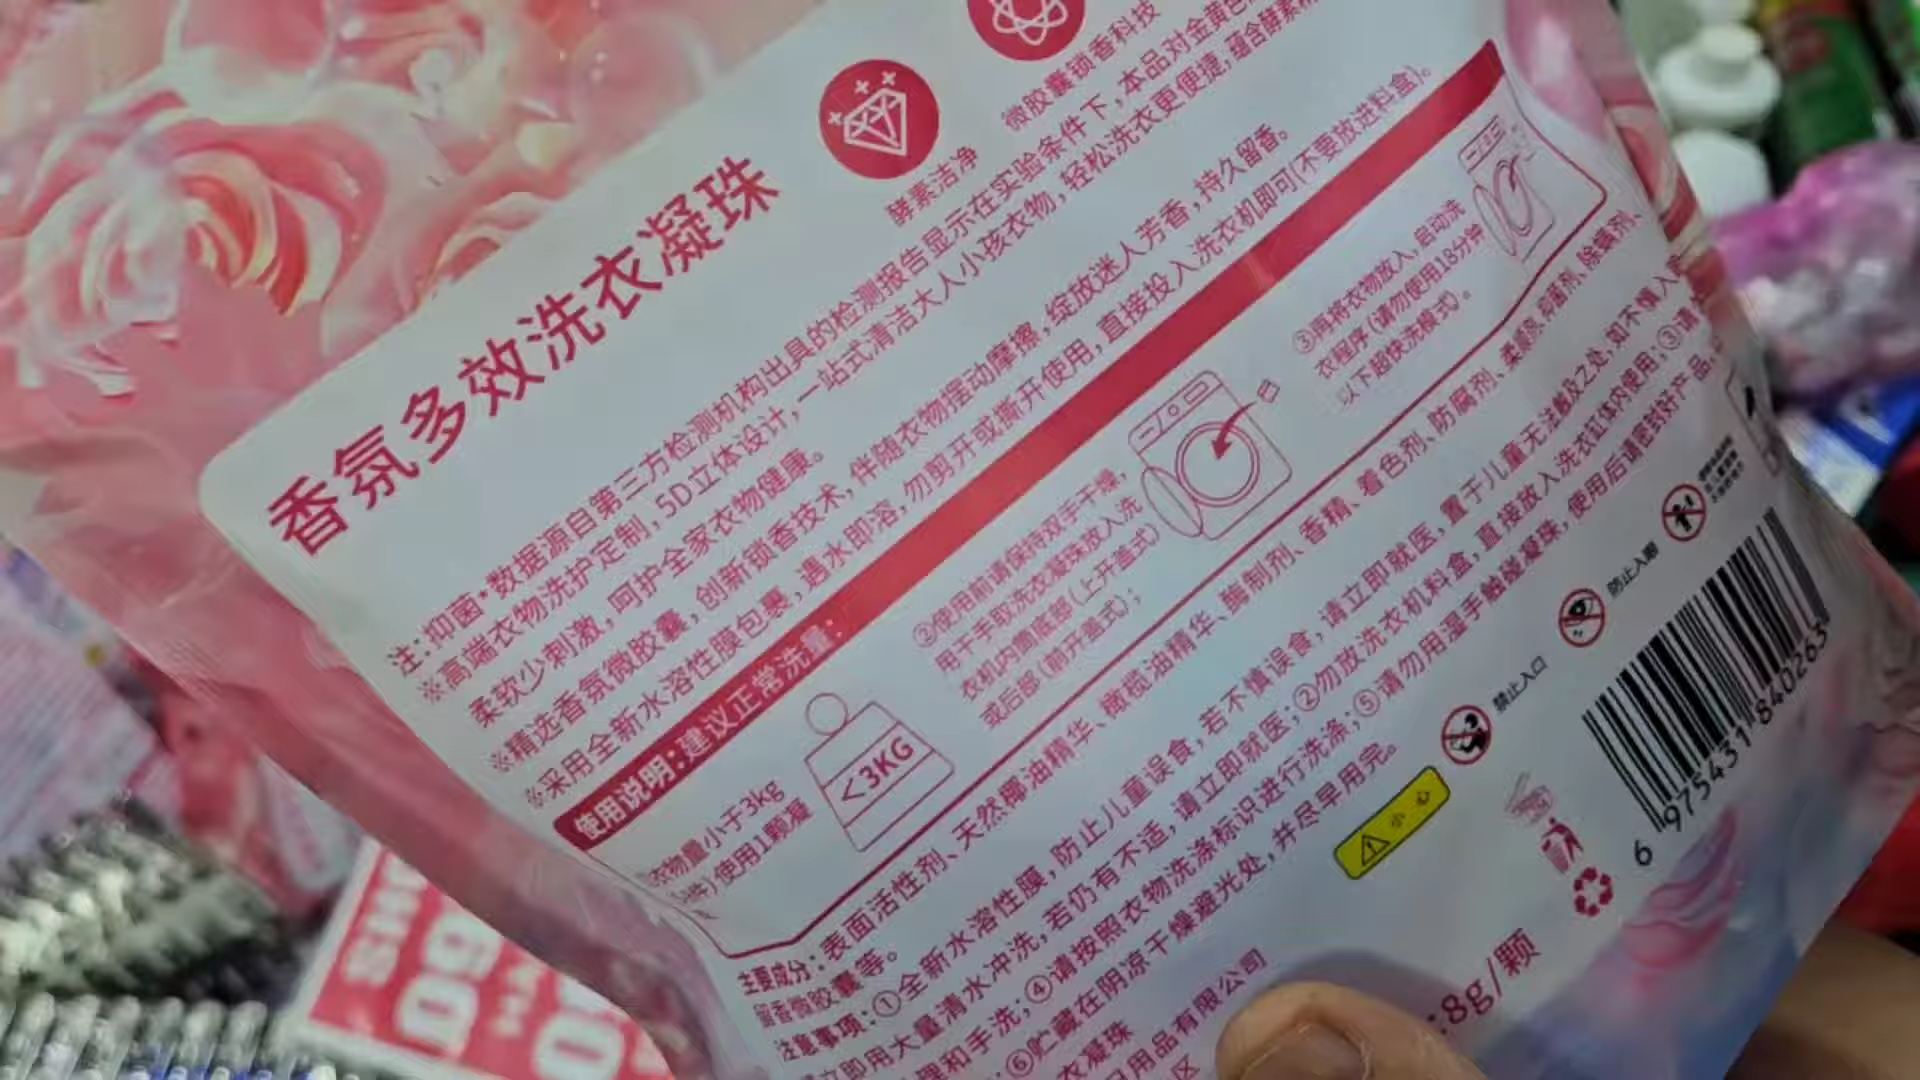 香氛多效洗衣凝珠
酵素洁净
微胶囊锁香科技
注:抑菌*数据源自第三方检测机构出具的检测报告显示在实验条件下,本品对金黄色
※高端衣物洗护定制,5D立体设计,一站式清洁大人小孩衣物,轻松洗衣更便捷,蕴合酵素
柔软少刺激,呵护全家衣物健康。
※精选香氛微胶囊,创新锁香技术,伴随衣物摆动摩擦,绽放迷人芳香,持久留香。
※采用全新水溶性膜包裹,遇水即溶,勿剪开或撕开使用,直接投入洗衣机即可(不要放进料盒)。
使用说明:建议正常洗量:
衣物量小于3kg
使用1颗凝
<3KG
②使用前请保持双手干燥,
用干手取洗衣凝珠放入洗
衣机内筒底部(上开盖式)
或后部(前开盖式);
③再将衣物放入,启动洗
衣程序(请勿使用18分钟
以下超快洗模式)。
主要成分:表面活性剂、天然椰油精华、橄榄油精华、酶制剂、香精、着色剂、防腐剂、柔顺剂、抑菌剂、除螨剂、
留香微胶囊等。
注意事项:①全新水溶性膜,防止儿童误食,若不慎误食,请立即就医,置于儿童无法触及之处,如不慎入
立即用大量清水冲洗,若仍有不适,请立即就医;②勿放洗衣机料盒,直接放入洗衣缸体内使用;③请
理和手洗;④请按照衣物洗涤标识进行洗涤;⑤请勿用湿手触碰凝珠,使用后请密封好产品,
;⑥贮藏在阴凉干燥避光处,并尽早用完。
小心
禁止入口
防止入眼
衣凝珠
日用品有限公司
区
:8g/颗
6 975431 840263